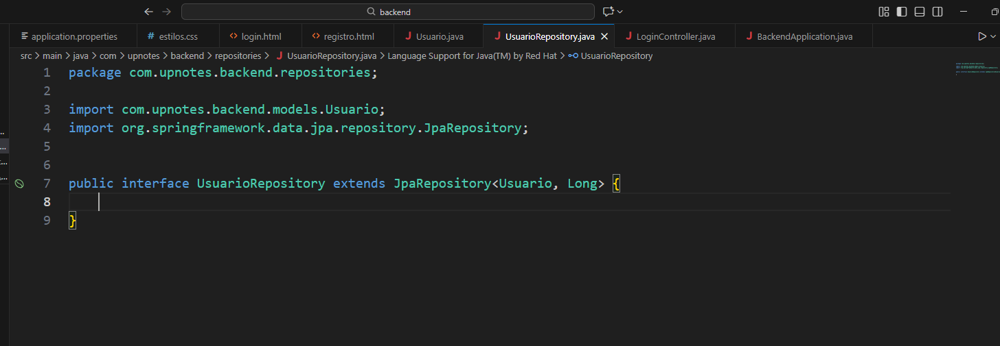 backend
application.properties
estilos.css
login.html
registro.html
Usuario.java
UsuarioRepository.java
LoginController.java
BackendApplication.java
src > main > java > com > upnotes > backend > repositories > UsuarioRepository.java > Language Support for Java(TM) by Red Hat > UsuarioRepository
1 package com.upnotes.backend.repositories;
2
3 import com.upnotes.backend.models.Usuario;
4 import org.springframework.data.jpa.repository.JpaRepository;
5
6
7 public interface UsuarioRepository extends JpaRepository<Usuario, Long> {
8
9 }